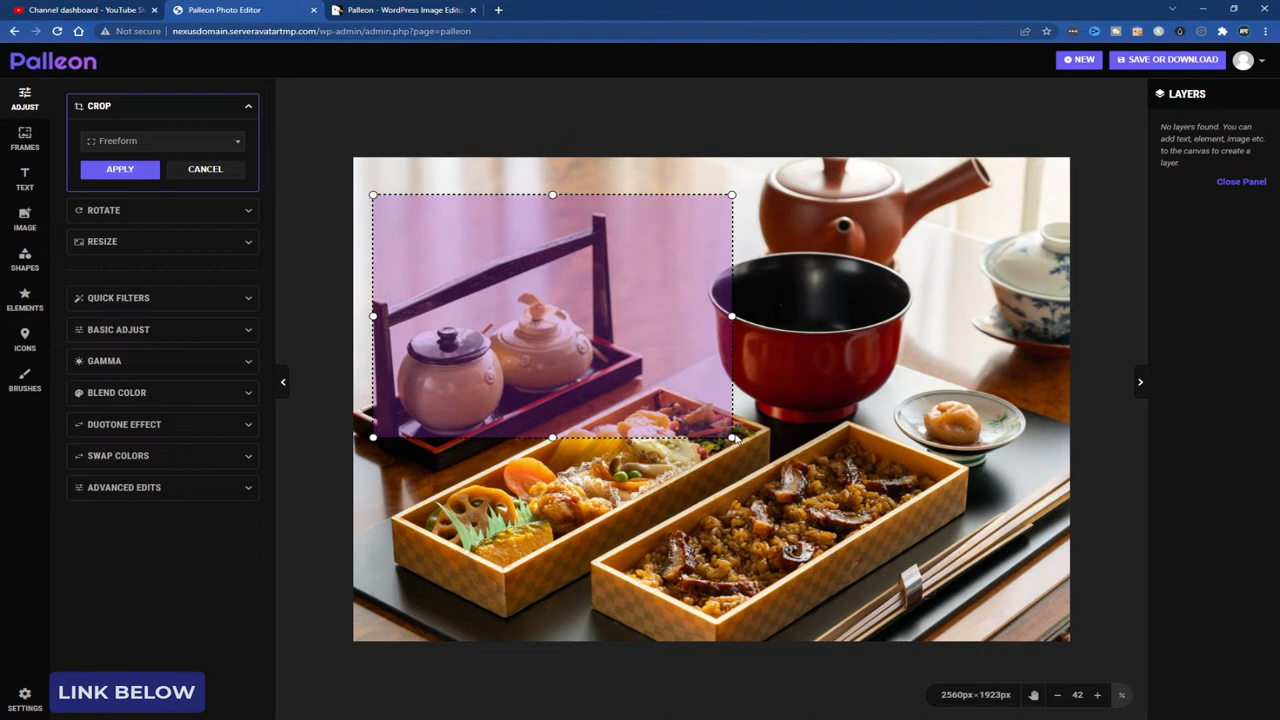 Channel dashboard - YouTube St
Palleon Photo Editor
Palleon - WordPress Image Edito
Not secure
nexusdomain.serveravatartmp.com/wp-admin/admin.php?page=palleon
Palleon
NEW
SAVE OR DOWNLOAD
ADJUST
FRAMES
TEXT
IMAGE
SHAPES
ELEMENTS
ICONS
BRUSHES
SETTINGS
CROP
Freeform
APPLY
CANCEL
ROTATE
RESIZE
QUICK FILTERS
BASIC ADJUST
GAMMA
BLEND COLOR
DUOTONE EFFECT
SWAP COLORS
ADVANCED EDITS
LINK BELOW
LAYERS
No layers found. You can
add text, element, image etc.
to the canvas to create a
layer.
Close Panel
2560px×1923px
42
%